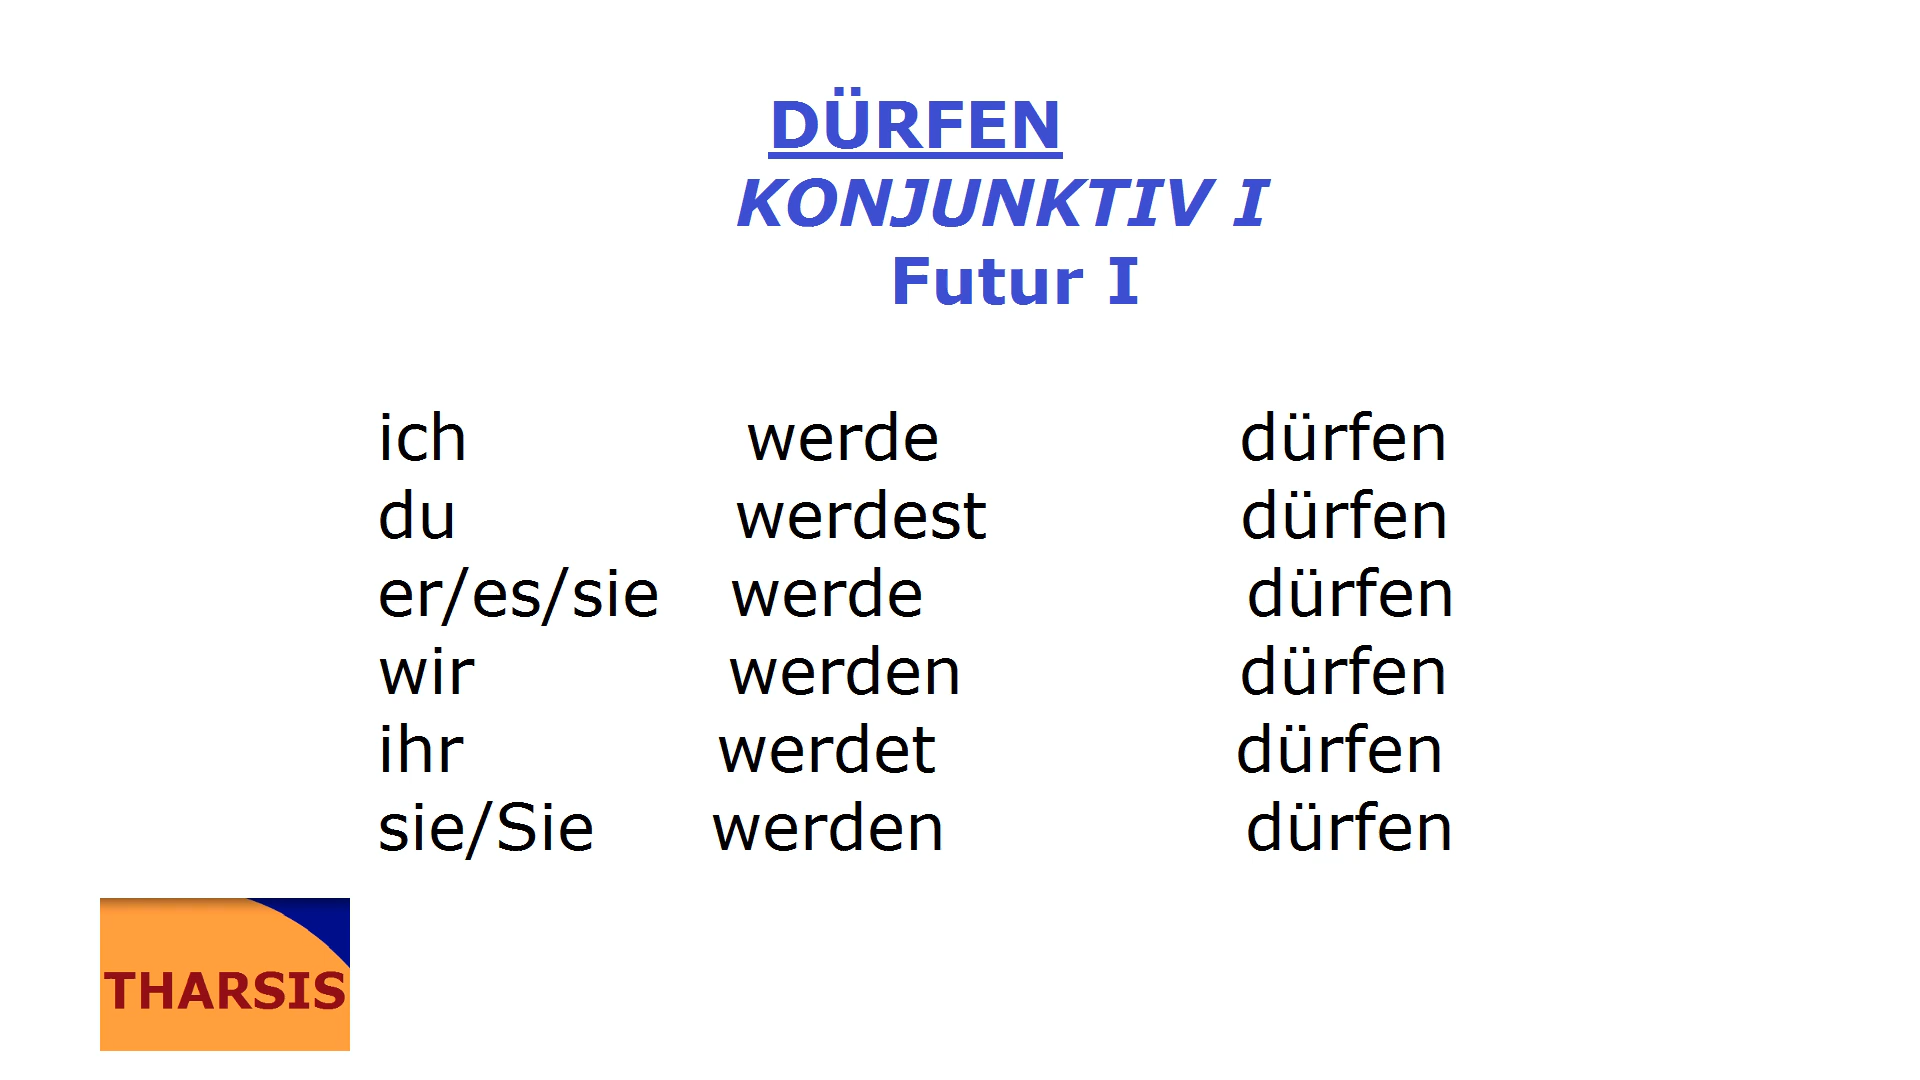 DÜRFEN
KONJUNKTIV I
Futur I
ich werde dürfen
du werdest dürfen
er/es/sie werde dürfen
wir werden dürfen
ihr werdet dürfen
sie/Sie werden dürfen
THARSIS